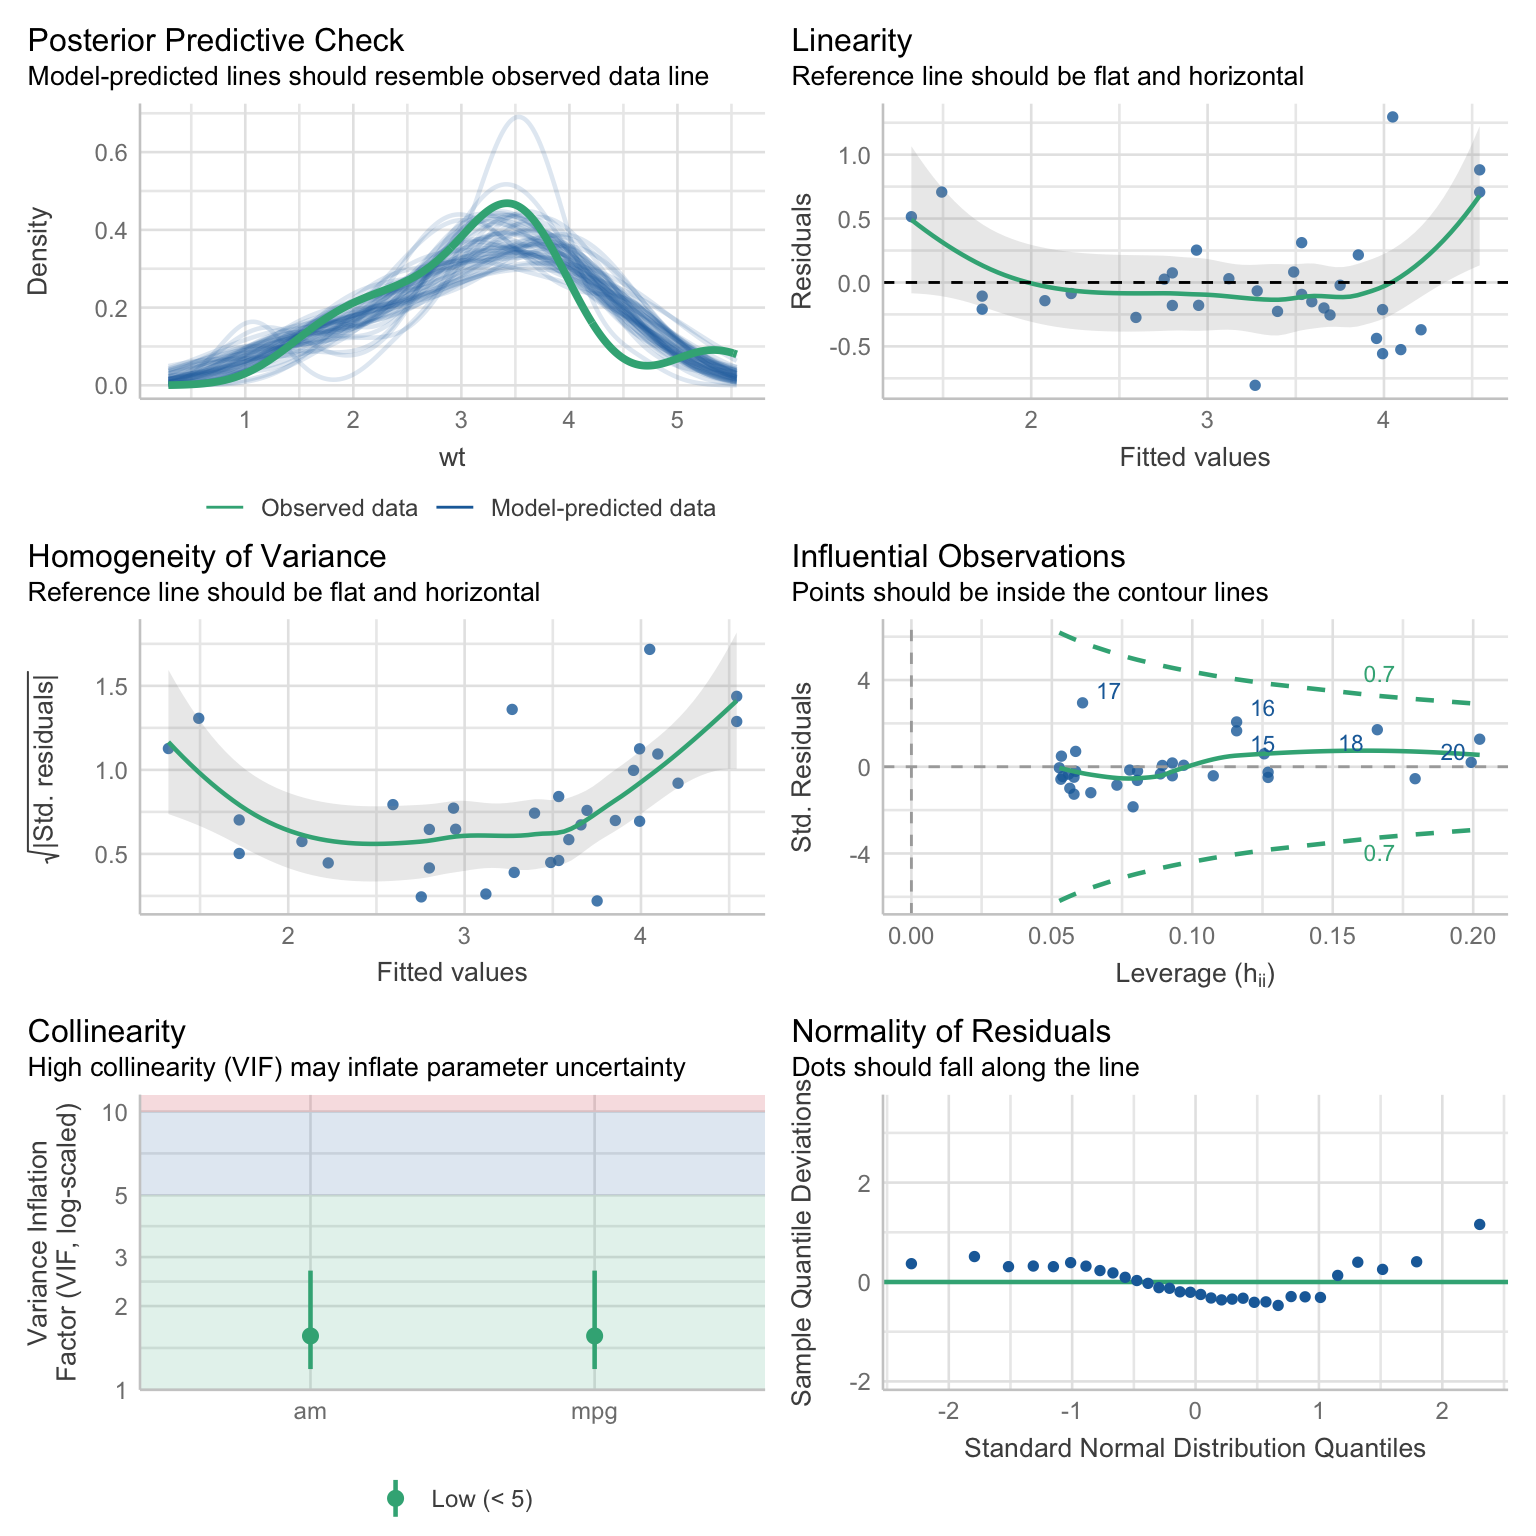 Posterior Predictive Check
Model-predicted lines should resemble observed data line
Density
0.6
0.4
0.2
0.0
1 2 3 4 5
wt
Observed data Model-predicted data
Linearity
Reference line should be flat and horizontal
Residuals
1.0
0.5
0.0
-0.5
2 3 4
Fitted values
Homogeneity of Variance
Reference line should be flat and horizontal
√|Std. residuals|
1.5
1.0
0.5
2 3 4
Fitted values
Influential Observations
Points should be inside the contour lines
Std. Residuals
4
0
-4
0.7
17
16
15
18
20
0.7
0.00 0.05 0.10 0.15 0.20
Leverage (hii)
Collinearity
High collinearity (VIF) may inflate parameter uncertainty
Variance Inflation
Factor (VIF, log-scaled)
10
5
3
2
1
am mpg
Low (< 5)
Normality of Residuals
Dots should fall along the line
Sample Quantile Deviations
2
0
-2
-2 -1 0 1 2
Standard Normal Distribution Quantiles